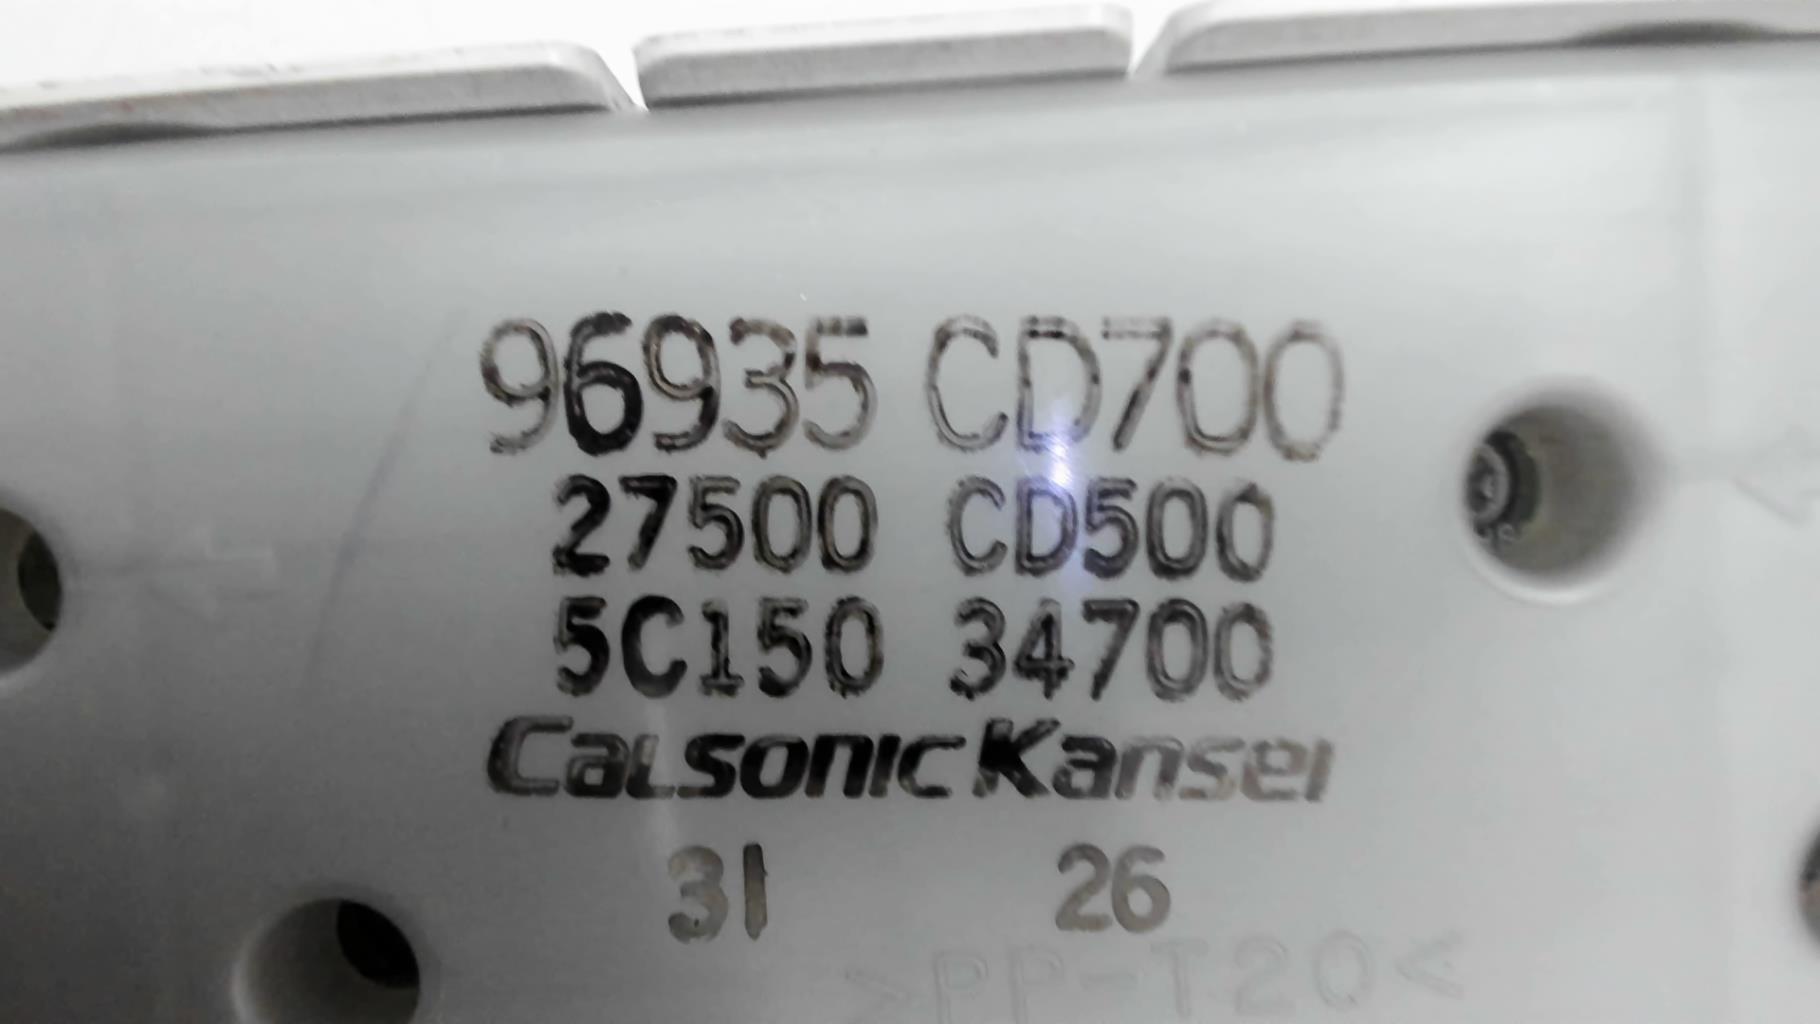 96935 CD700
27500 CD500
5C150 34700
CalsonicKansei
31 26
>PP-T20<